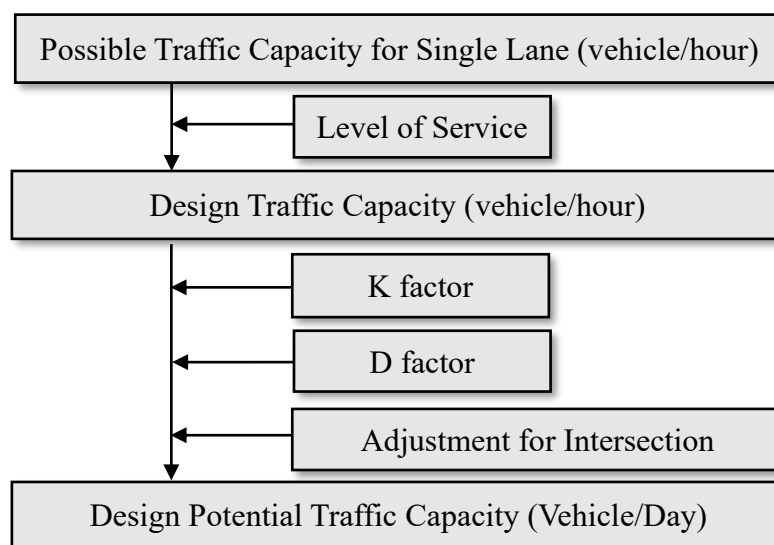 Possible Traffic Capacity for Single Lane (vehicle/hour)
Level of Service
Design Traffic Capacity (vehicle/hour)
K factor
D factor
Adjustment for Intersection
Design Potential Traffic Capacity (Vehicle/Day)